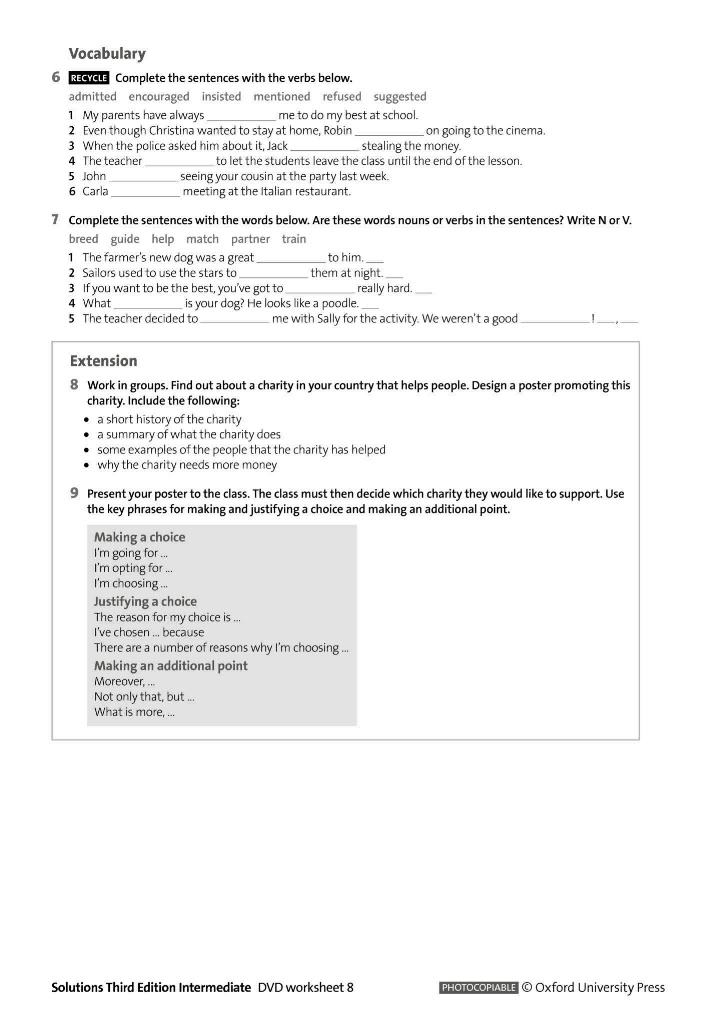 Vocabulary
6 RECYCLE Complete the sentences with the verbs below.
admitted encouraged insisted mentioned refused suggested
1 My parents have always ____________ me to do my best at school.
2 Even though Christina wanted to stay at home, Robin ____________ on going to the cinema.
3 When the police asked him about it, Jack ____________ stealing the money.
4 The teacher ____________ to let the students leave the class until the end of the lesson.
5 John ____________ seeing your cousin at the party last week.
6 Carla ____________ meeting at the Italian restaurant.
7 Complete the sentences with the words below. Are these words nouns or verbs in the sentences? Write N or V.
breed guide help match partner train
1 The farmer's new dog was a great ____________ to him. ___
2 Sailors used to use the stars to ____________ them at night. ___
3 If you want to be the best, you've got to ____________ really hard. ___
4 What ____________ is your dog? He looks like a poodle. ___
5 The teacher decided to ____________ me with Sally for the activity. We weren't a good ____________ ! ___, ___
Extension
8 Work in groups. Find out about a charity in your country that helps people. Design a poster promoting this
charity. Include the following:
• a short history of the charity
• a summary of what the charity does
• some examples of the people that the charity has helped
• why the charity needs more money
9 Present your poster to the class. The class must then decide which charity they would like to support. Use
the key phrases for making and justifying a choice and making an additional point.
Making a choice
I'm going for ...
I'm opting for ...
I'm choosing ...
Justifying a choice
The reason for my choice is ...
I've chosen ... because
There are a number of reasons why I'm choosing ...
Making an additional point
Moreover, ...
Not only that, but ...
What is more, ...
Solutions Third Edition Intermediate DVD worksheet 8 PHOTOCOPIABLE © Oxford University Press